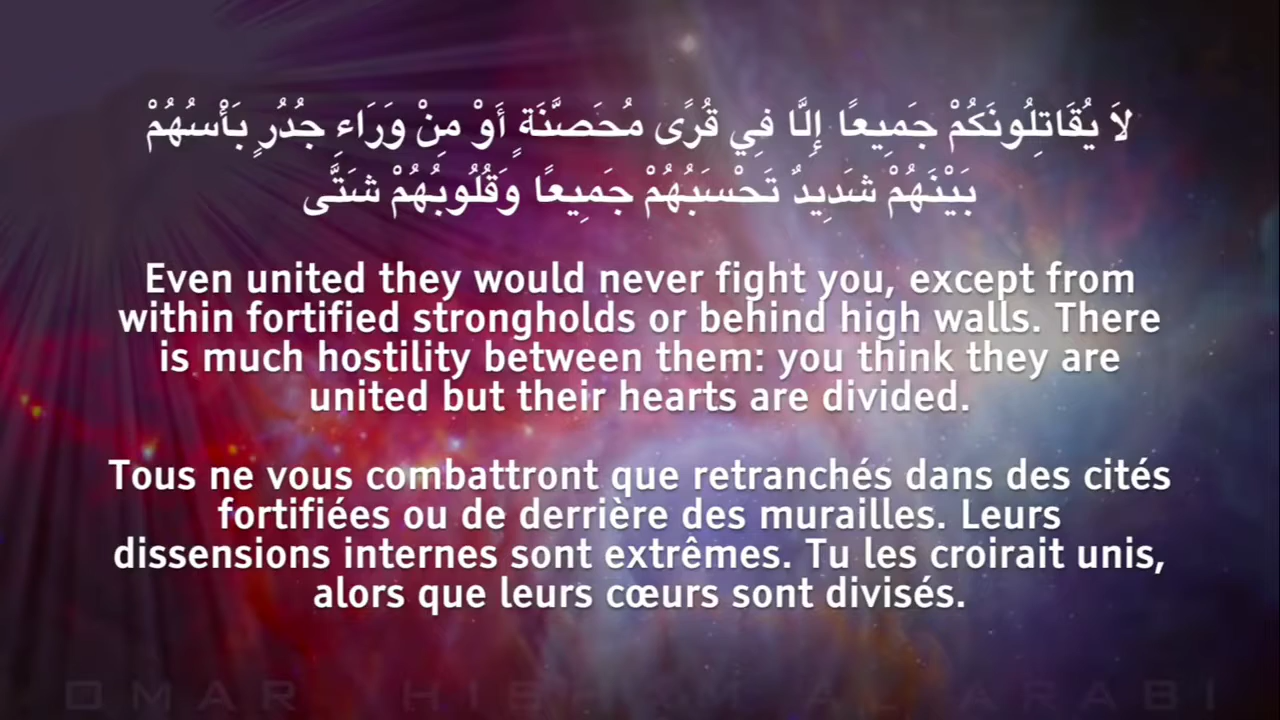 لاَ يُقَاتِلُونَكُمْ جَمِيعًا إِلَّا فِي قُرًى مُحَصَّنَةٍ أَوْ مِنْ وَرَاءِ جُدُرٍ بَأْسُهُمْ
بَيْنَهُمْ شَدِيدٌ تَحْسَبُهُمْ جَمِيعًا وَقُلُوبُهُمْ شَتَّى
Even united they would never fight you, except from
within fortified strongholds or behind high walls. There
is much hostility between them: you think they are
united but their hearts are divided.
Tous ne vous combattront que retranchés dans des cités
fortifiées ou de derrière des murailles. Leurs
dissensions internes sont extrêmes. Tu les croirait unis,
alors que leurs cœurs sont divisés.
OMAR HISHAM AL ARABI